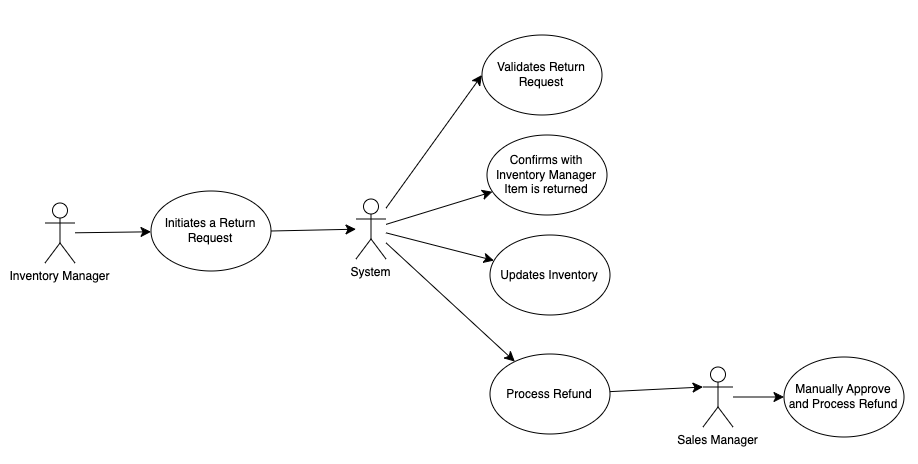 Validates Return
Request
Confirms with
Inventory Manager
Item is returned
Initiates a Return
Request
Inventory Manager
System
Updates Inventory
Process Refund
Manually Approve
and Process Refund
Sales Manager